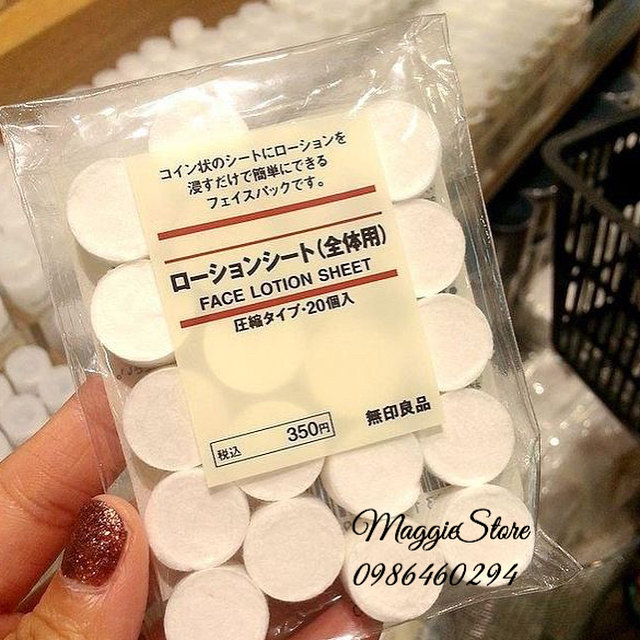 コイン状のシートにローションを
浸すだけで簡単にできる
フェイスパックです。
ローションシート(全体用)
FACE LOTION SHEET
圧縮タイプ・20個入
税込 350円
無印良品
MaggieStore
0986460294